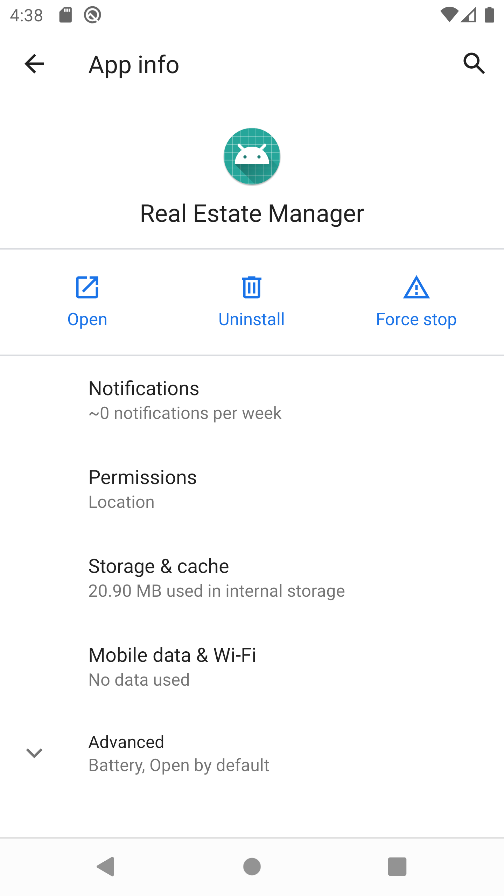 4:38
App info
Real Estate Manager
Open
Uninstall
Force stop
Notifications
~0 notifications per week
Permissions
Location
Storage & cache
20.90 MB used in internal storage
Mobile data & Wi-Fi
No data used
Advanced
Battery, Open by default